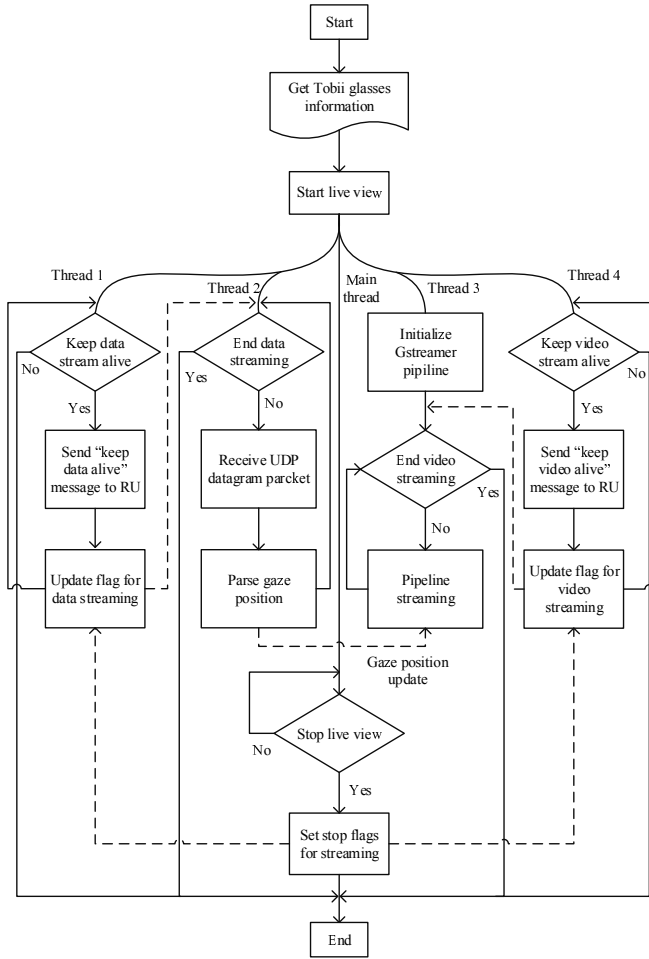 Start
Get Tobii glasses
information
Start live view
Thread 1
Thread 2
Main
thread
Thread 3
Thread 4
Keep data
stream alive
No
Yes
End data
streaming
Yes
No
Initialize
Gstreamer
pipiline
Keep video
stream alive
No
Yes
Send “keep
data alive”
message to RU
Receive UDP
datagram parcket
End video
streaming
Yes
No
Send “keep
video alive”
message to RU
Update flag for
data streaming
Parse gaze
position
Pipeline
streaming
Update flag for
video
streaming
Gaze position
update
Stop live view
No
Yes
Set stop flags
for streaming
End